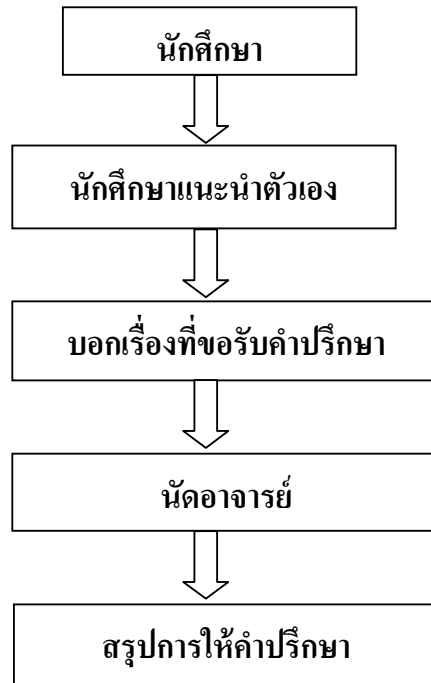 นักศึกษา
นักศึกษาแนะนำตัวเอง
บอกเรื่องที่ขอรับคำปรึกษา
นัดอาจารย์
สรุปการให้คำปรึกษา